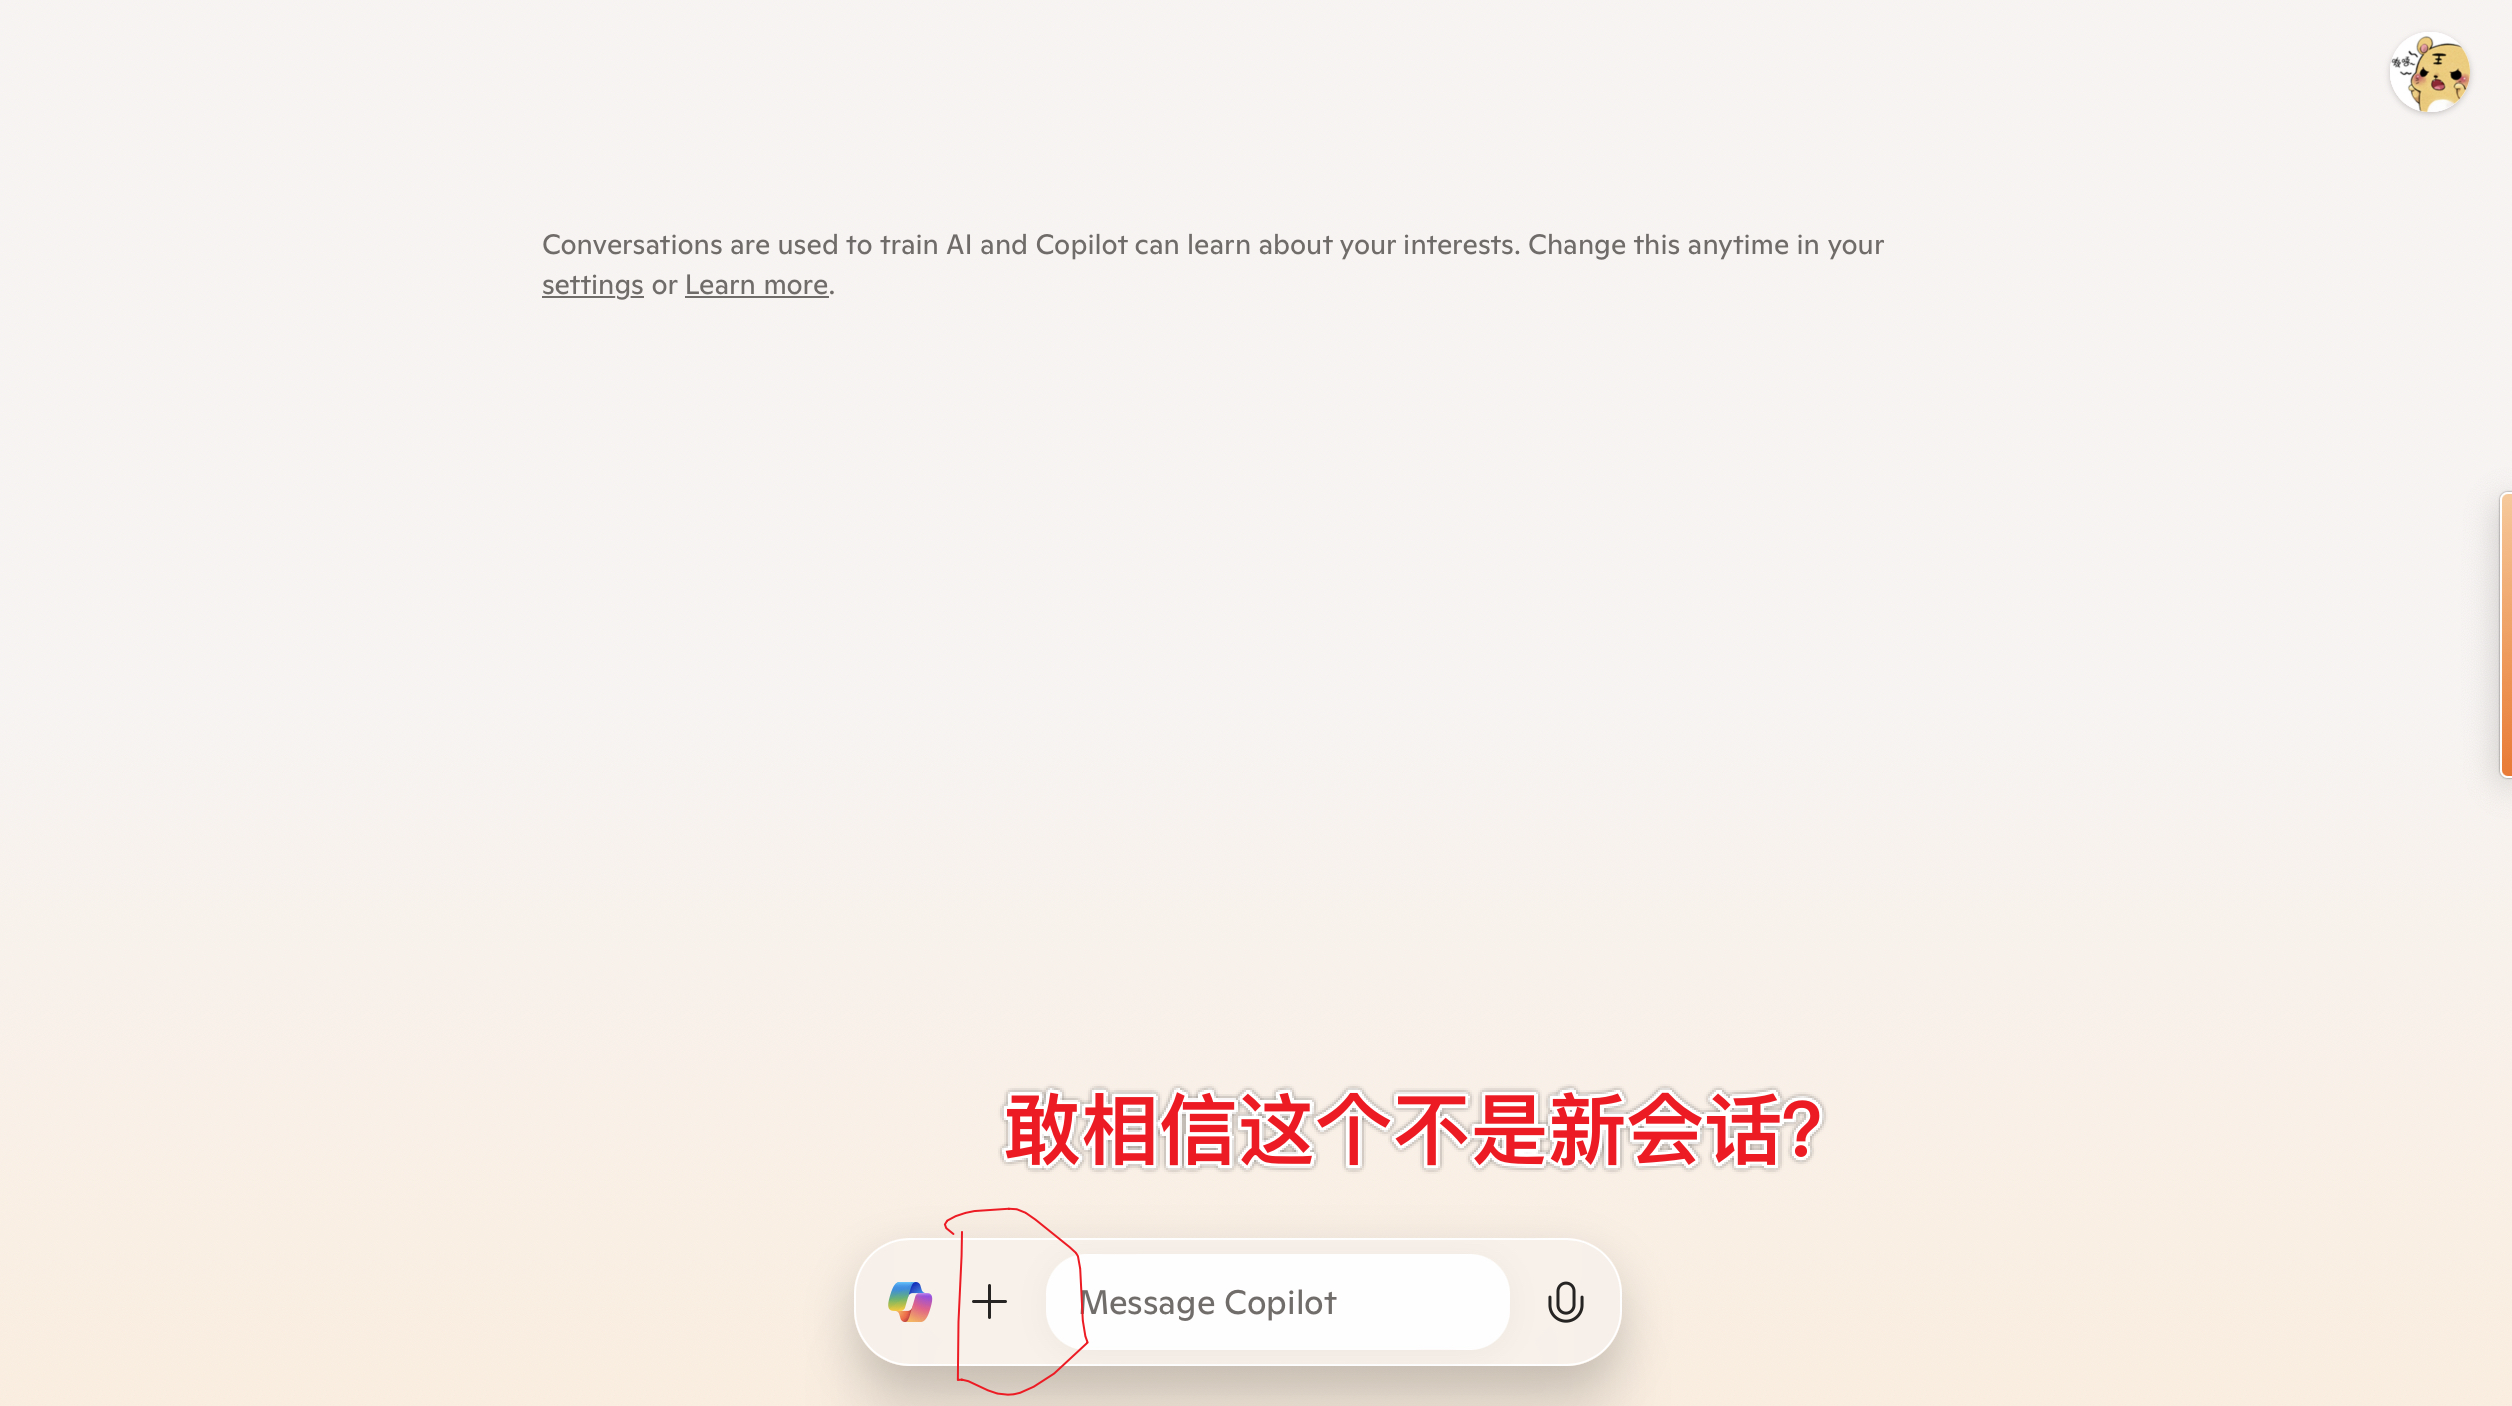 Conversations are used to train AI and Copilot can learn about your interests. Change this anytime in your
settings or Learn more.
敢相信这个不是新会话？
Message Copilot